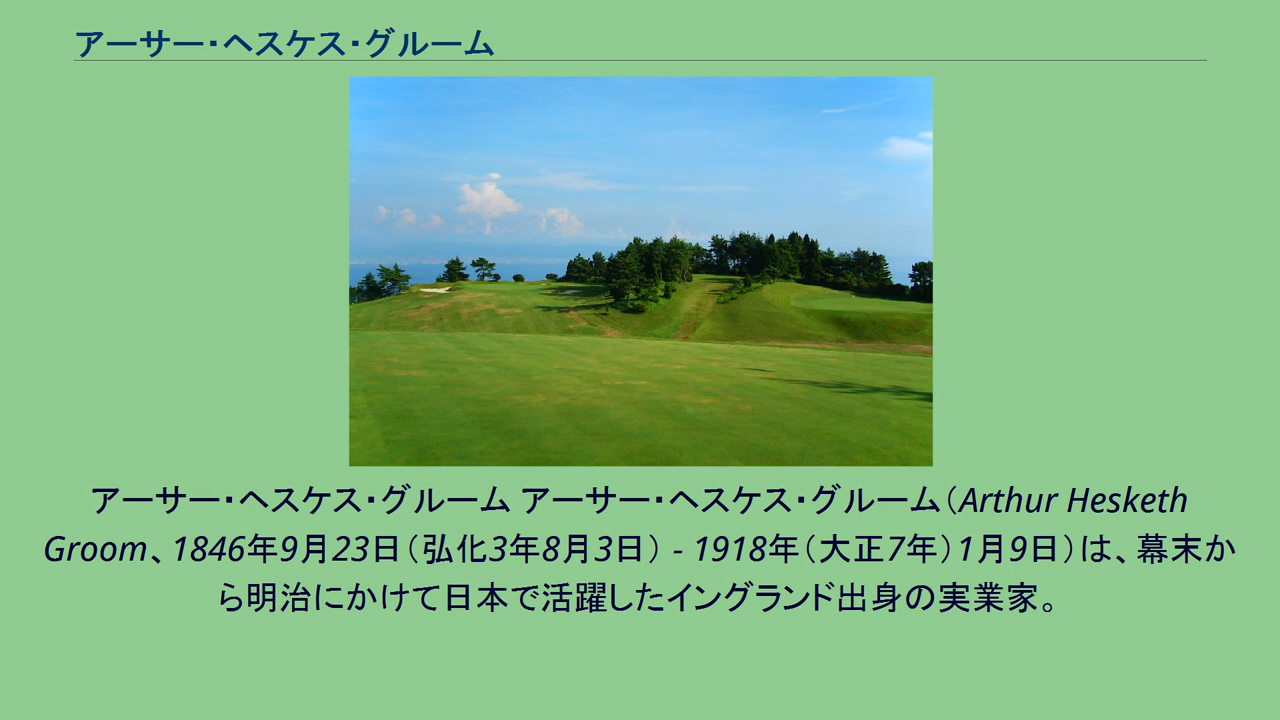 アーサー・ヘスケス・グルーム
アーサー・ヘスケス・グルーム アーサー・ヘスケス・グルーム（Arthur Hesketh
Groom、1846年9月23日（弘化3年8月3日） - 1918年（大正7年）1月9日）は、幕末か
ら明治にかけて日本で活躍したイングランド出身の実業家。